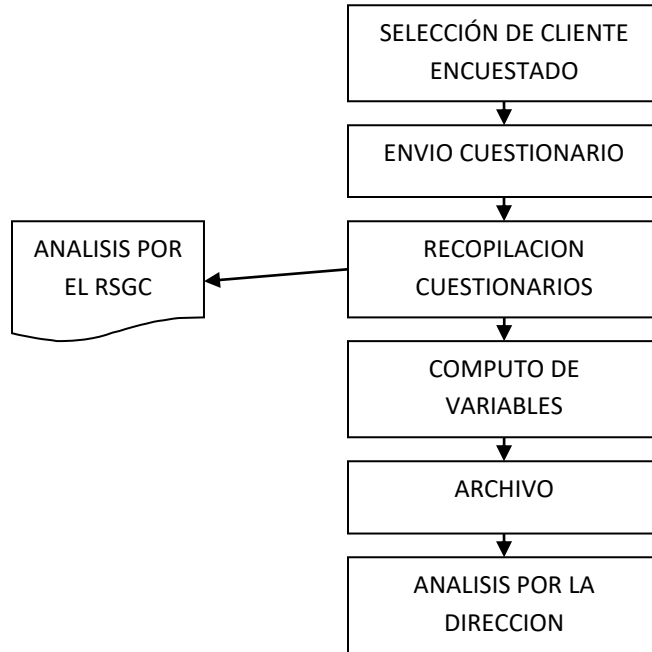 SELECCIÓN DE CLIENTE
ENCUESTADO
ENVIO CUESTIONARIO
ANALISIS POR
EL RSGC
RECOPILACION
CUESTIONARIOS
COMPUTO DE
VARIABLES
ARCHIVO
ANALISIS POR LA
DIRECCION